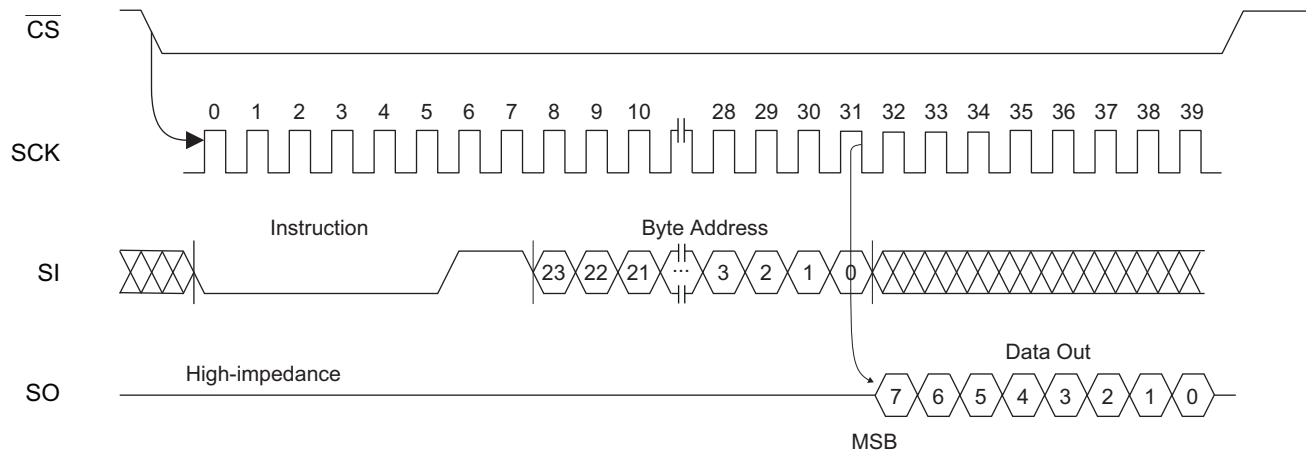 CS
0 1 2 3 4 5 6 7 8 9 10 28 29 30 31 32 33 34 35 36 37 38 39
SCK
Instruction Byte Address
SI 23 22 21 ... 3 2 1 0
High-impedance Data Out
SO 7 6 5 4 3 2 1 0
MSB